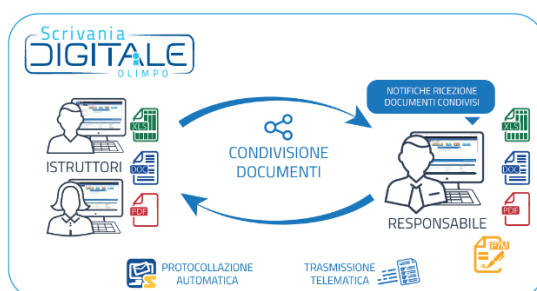 Scrivania
DIGITALE
OLIMPO
NOTIFICHE RICEZIONE
DOCUMENTI CONDIVISI
XLS
DOC
PDF
ISTRUTTORI
CONDIVISIONE
DOCUMENTI
XLS
DOC
PDF
P7M
RESPONSABILE
PROTOCOLLAZIONE
AUTOMATICA
TRASMISSIONE
TELEMATICA